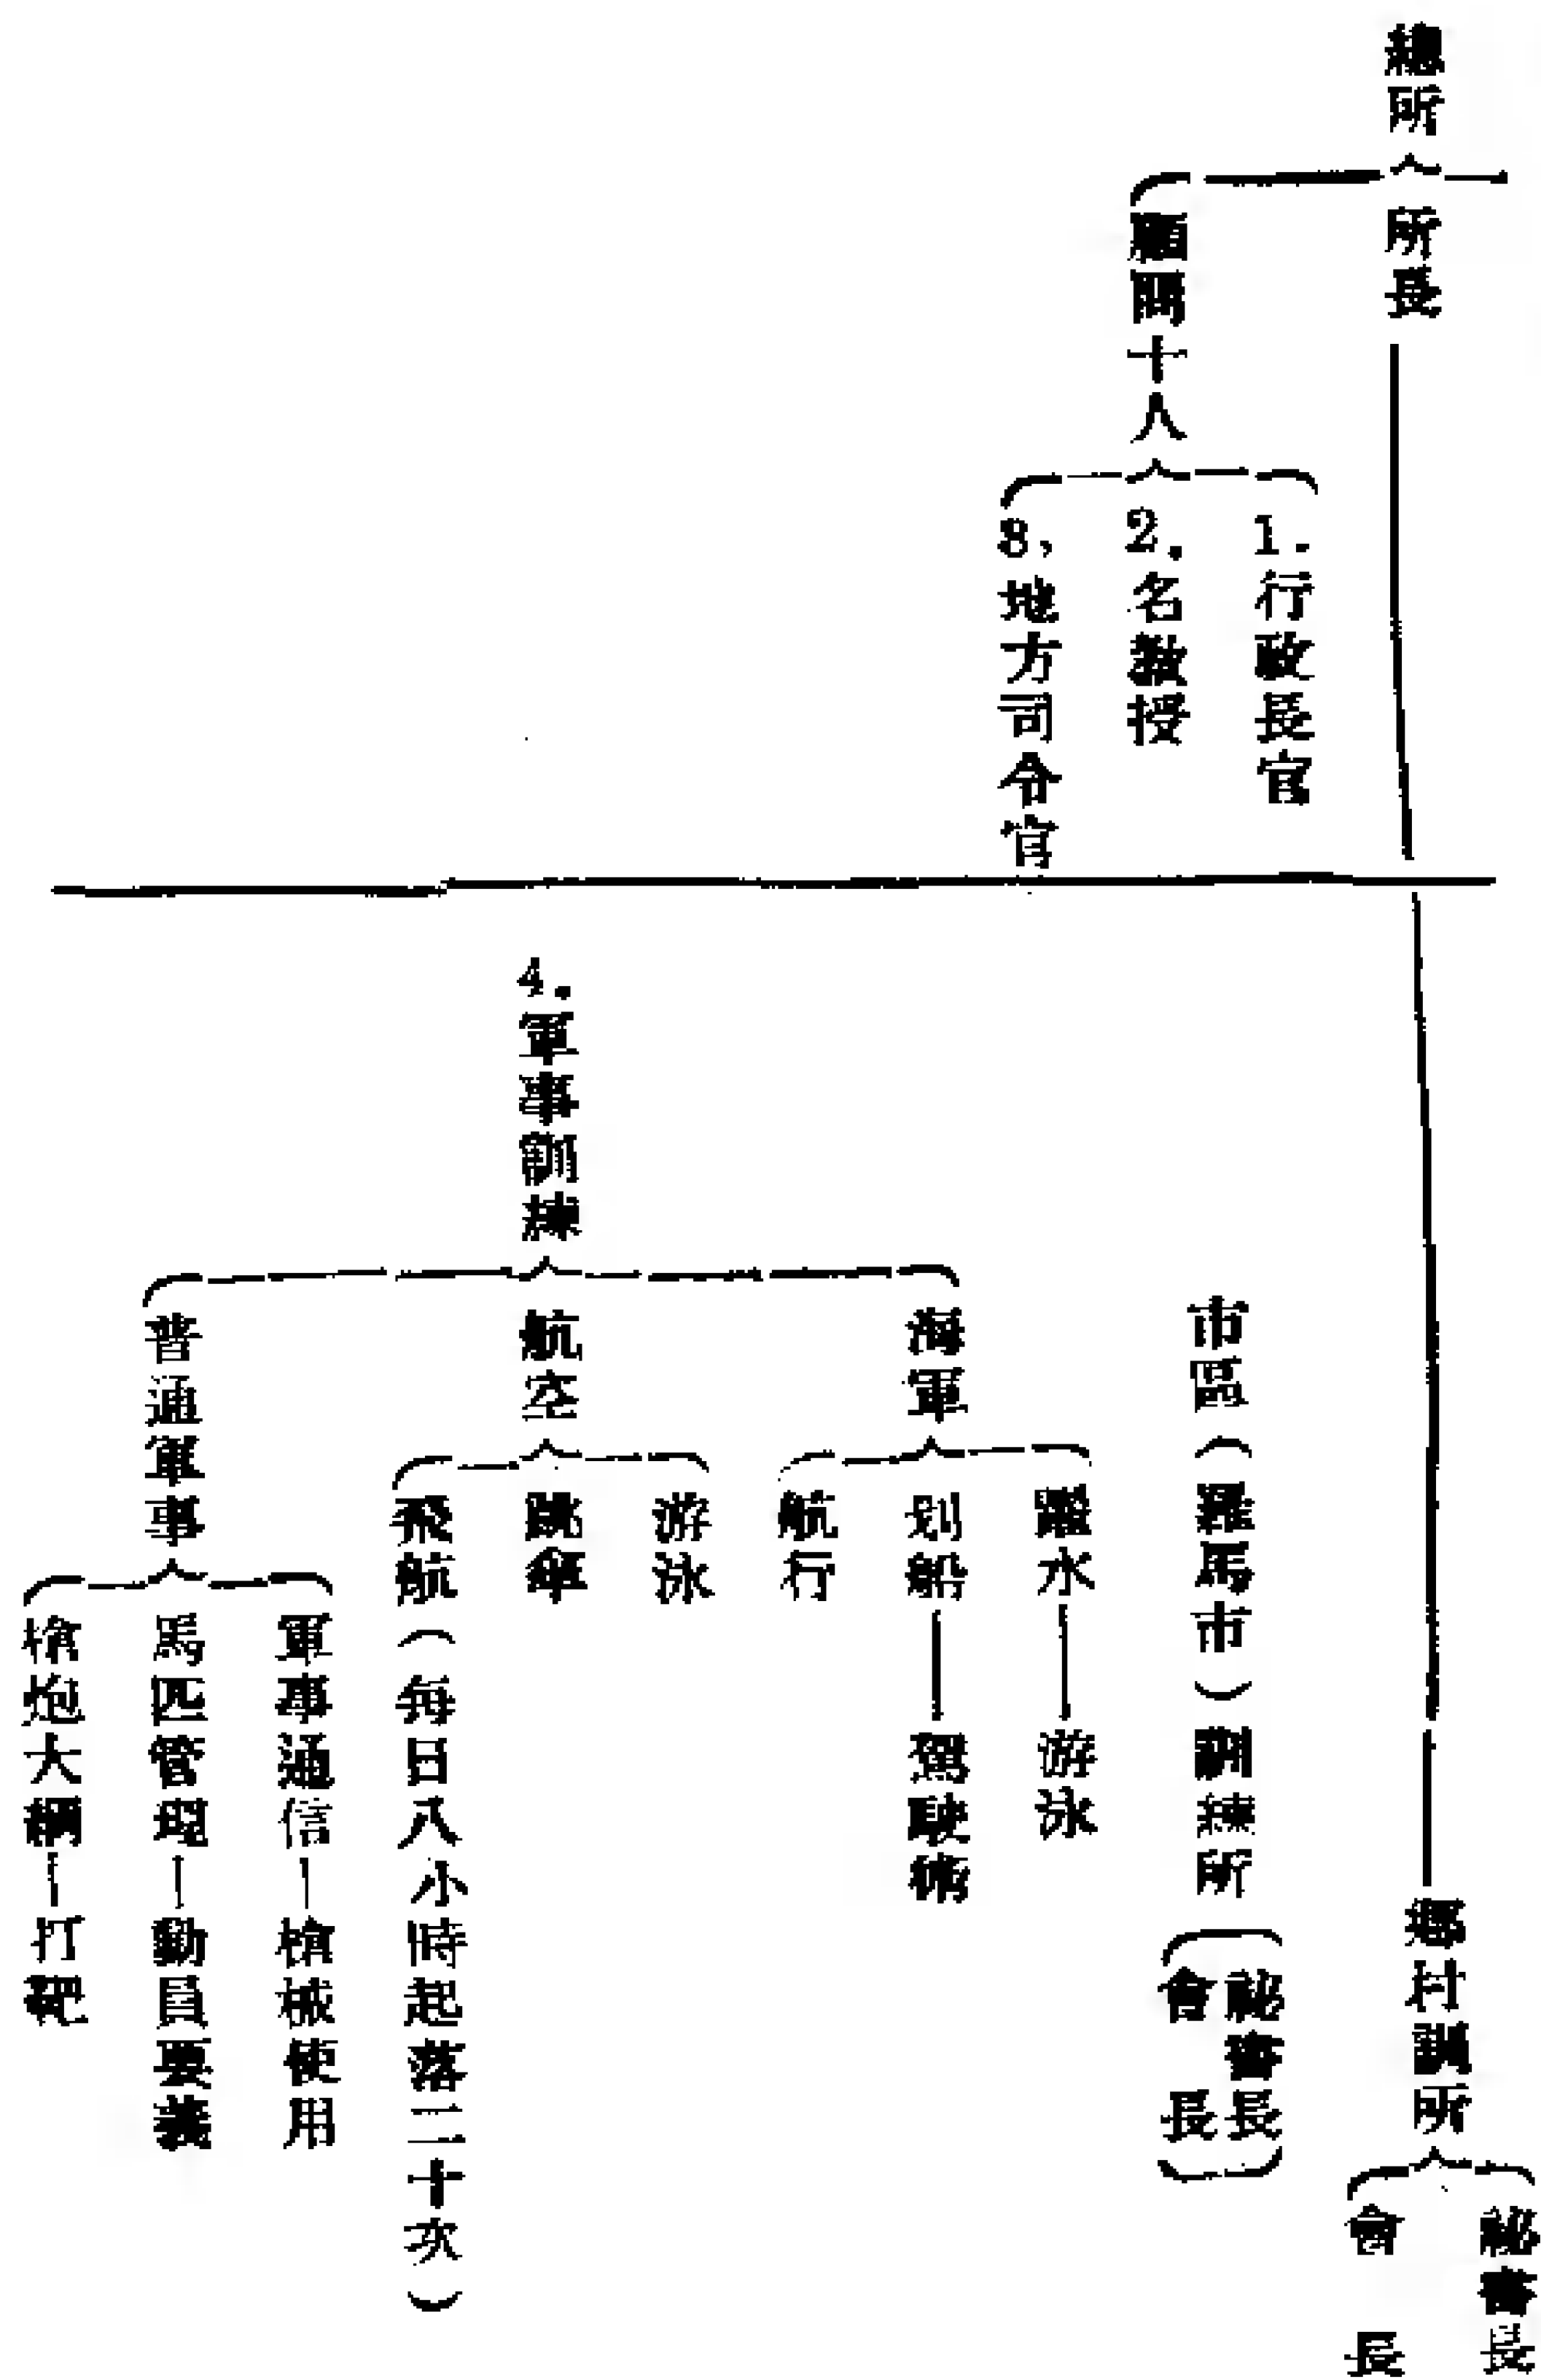 總所
所長
顧問十人
1.行政長官
2.名教授
3,地方司令官
鄉村訓所
祕書長
會長
市區(羅馬市)訓練所
祕書長
會長
4.軍事訓練
海軍
躍水——游泳
划船——駕駛術
航行
航空
游泳
跳傘
飛航(每日八小時起落二十次)
普通軍事
軍事通信—槍械使用
馬匹管理—動員要義
槍炮大綱—打靶